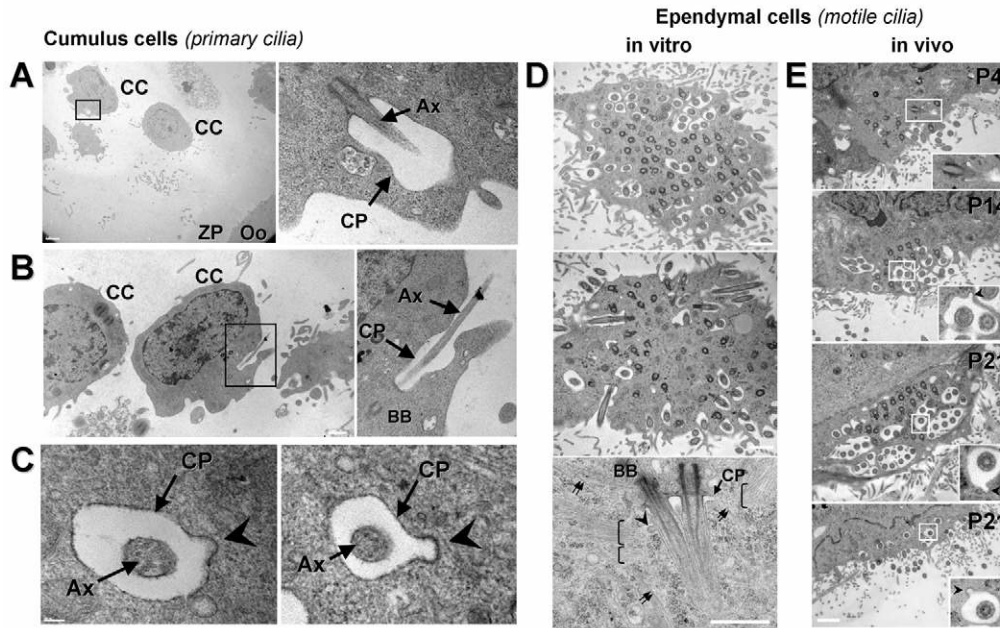 Ependymal cells (motile cilia)
Cumulus cells (primary cilia)
in vitro
in vivo
A
CC
CC
ZP Oo
Ax
CP
B
CC
CC
Ax
CP
BB
C
CP
Ax
CP
Ax
D
BB
CP
E
P4
P14
P21
P21